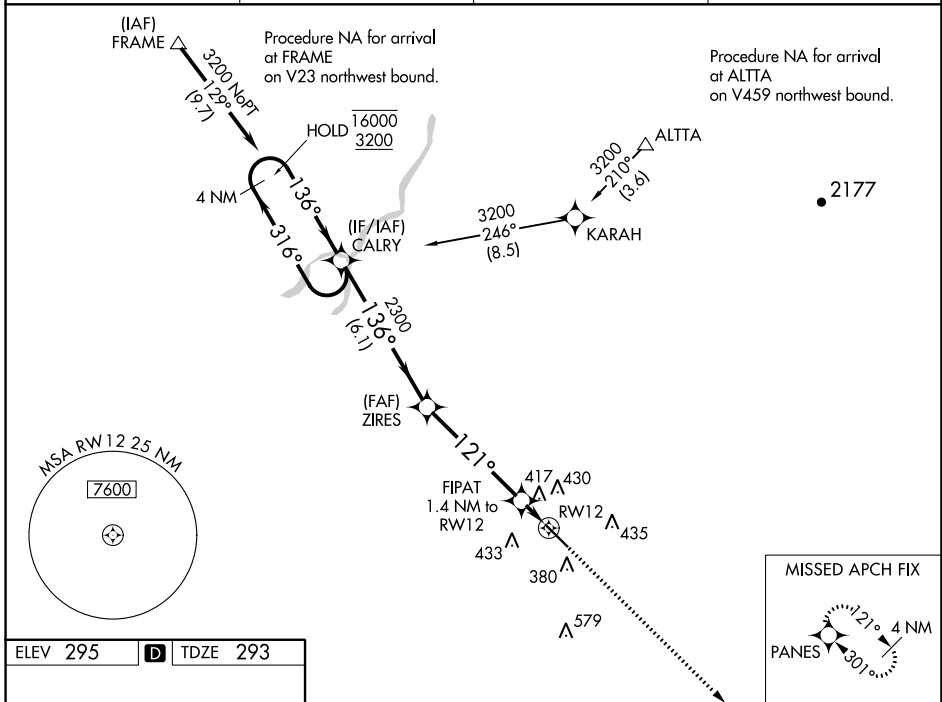 (IAF)
FRAME
3200 NoPT
129°
(9.7)
Procedure NA for arrival
at FRAME
on V23 northwest bound.
Procedure NA for arrival
at ALTTA
on V459 northwest bound.
HOLD
16000
3200
4 NM
136°
316°
(IF/IAF)
CALRY
3200
246°
(8.5)
ALTTA
3200
210°
(3.6)
KARAH
2177
2300
136°
(6.1)
(FAF)
ZIRES
121°
FIPAT
1.4 NM to
RW12
417
430
RW12
435
433
380
579
MSA RW12 25 NM
7600
MISSED APCH FIX
121°
4 NM
PANES
301°
ELEV 295
D
TDZE 293